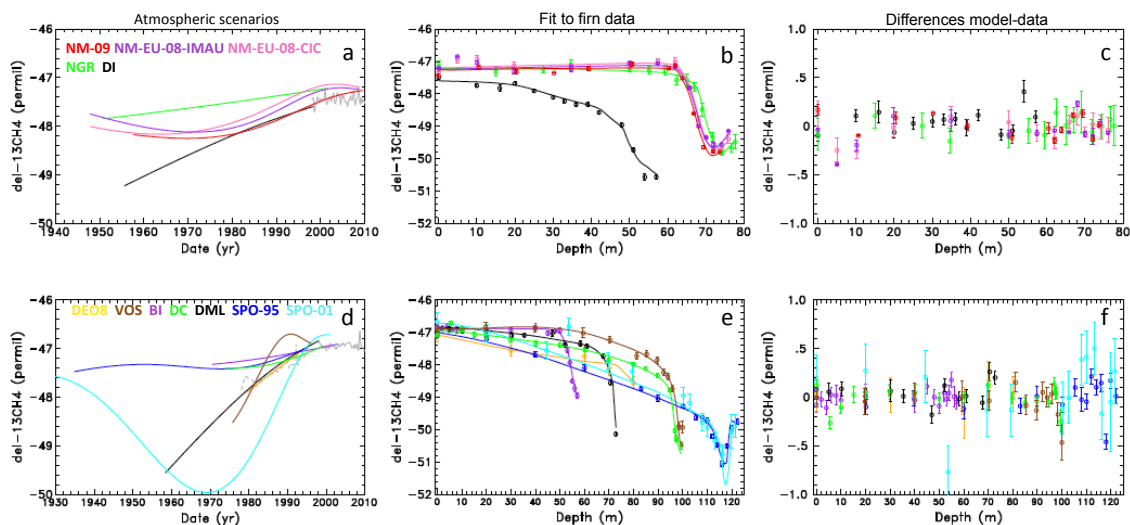 Atmospheric scenarios
Fit to firn data
Differences model-data
-46
-47
-48
-49
-50
del-13CH4 (permil)
NM-09 NM-EU-08-IMAU NM-EU-08-CIC
NGR DI
a
1940 1950 1960 1970 1980 1990 2000 2010
Date (yr)
-46
-47
-48
-49
-50
-51
-52
del-13CH4 (permil)
b
0 10 20 30 40 50 60 70 80
Depth (m)
1.0
.5
0
-.5
-1.0
del-13CH4 (permil)
c
0 10 20 30 40 50 60 70 80
Depth (m)
-46
-47
-48
-49
-50
del-13CH4 (permil)
DEO8 VOS BI DC DML SPO-95 SPO-01
d
1930 1940 1950 1960 1970 1980 1990 2000 2010
Date (yr)
-46
-47
-48
-49
-50
-51
-52
del-13CH4 (permil)
e
0 20 40 60 80 100 120
Depth (m)
1.0
.5
0
-.5
-1.0
del-13CH4 (permil)
f
0 10 20 30 40 50 60 70 80 90 100 110 120
Depth (m)